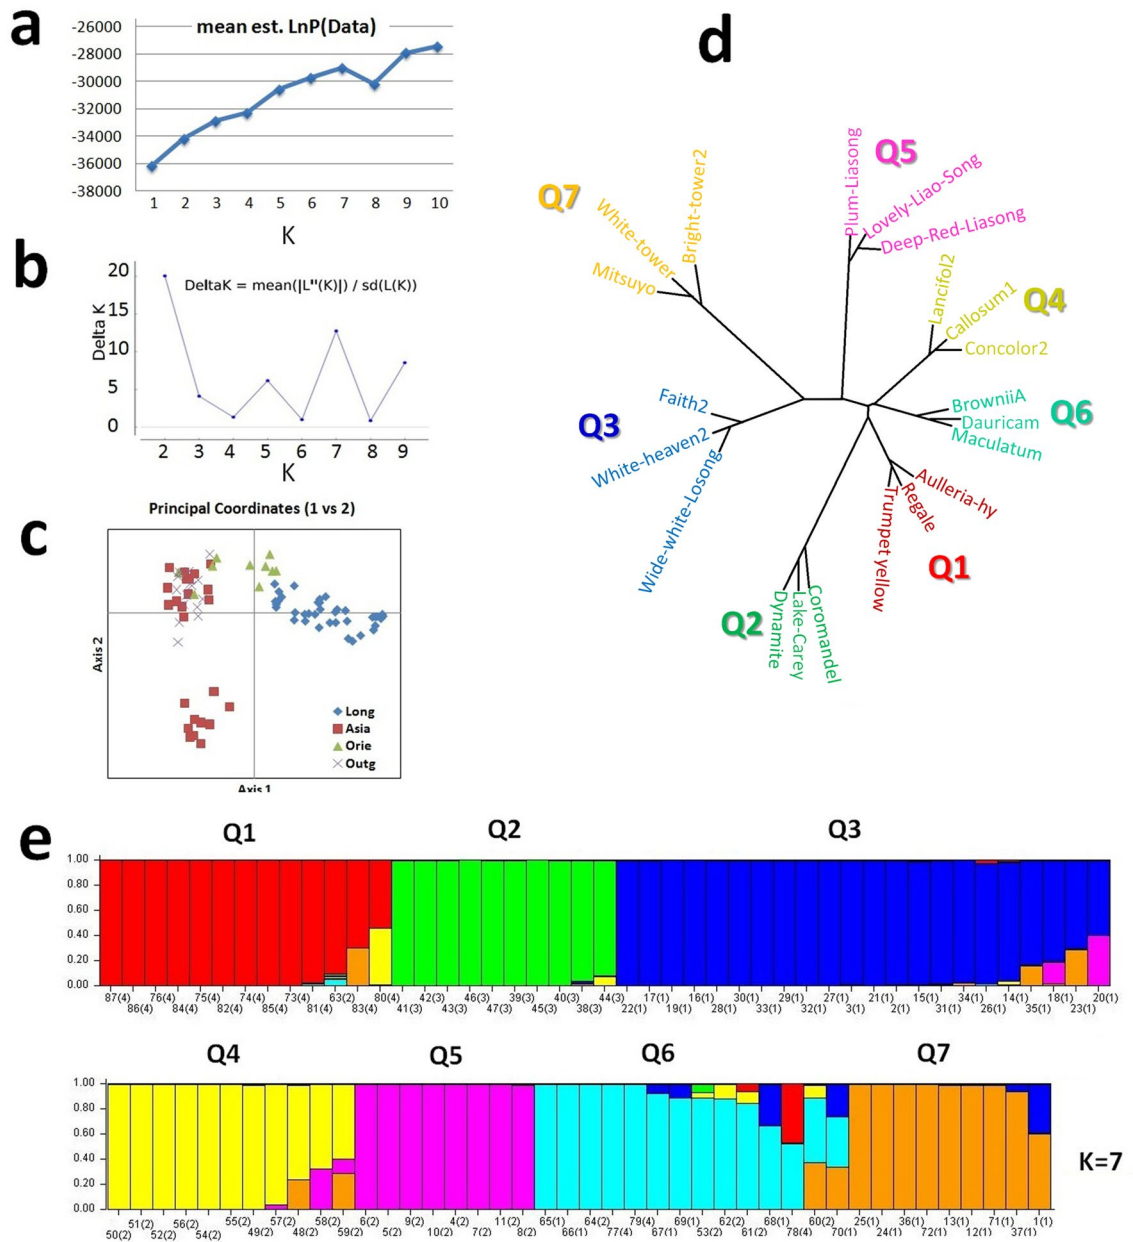 a
mean est. LnP(Data)
-26000
-28000
-30000
-32000
-34000
-36000
-38000
1 2 3 4 5 6 7 8 9 10
K
b
DeltaK = mean(|L"(K)|) / sd(L(K))
Delta K
20
15
10
5
0
2 3 4 5 6 7 8 9
K
c
Principal Coordinates (1 vs 2)
Axis 2
Axis 1
Long
Asia
Orie
Outg
d
Q7
White-tower
Bright-tower2
Mitsuyo
Q5
Plum-Liasong
Lovely-Liao-Song
Deep-Red-Liasong
Q4
Lancifol2
Callosum1
Concolor2
Q6
BrowniiA
Dauricam
Maculatum
Q3
Faith2
White-heaven2
Wide-white-Losong
Q1
Aulleria-hy
Regale
Trumpet yellow
Q2
Dynamite
Lake-Carey
Coromandel
e
Q1 Q2 Q3
1.00
0.80
0.60
0.40
0.20
0.00
87(4) 76(4) 75(4) 74(4) 73(4) 63(2) 80(4) 42(3) 46(3) 39(3) 40(3) 44(3) 17(1) 16(1) 30(1) 29(1) 27(1) 21(1) 15(1) 34(1) 14(1) 18(1) 20(1)
86(4) 84(4) 82(4) 85(4) 81(4) 83(4) 41(3) 43(3) 47(3) 45(3) 38(3) 22(1) 19(1) 28(1) 33(1) 32(1) 3(1) 2(1) 31(1) 26(1) 35(1) 23(1)
Q4 Q5 Q6 Q7
1.00
0.80
0.60
0.40
0.20
0.00
51(2) 56(2) 55(2) 57(2) 58(2) 6(2) 9(2) 4(2) 11(2) 65(1) 64(2) 79(4) 69(1) 62(2) 68(1) 60(2) 25(1) 36(1) 13(1) 71(1) 1(1)
50(2) 52(2) 54(2) 49(2) 48(2) 59(2) 5(2) 10(2) 7(2) 8(2) 66(1) 77(4) 67(1) 53(2) 61(2) 78(4) 70(1) 24(1) 72(1) 12(1) 37(1)
K=7